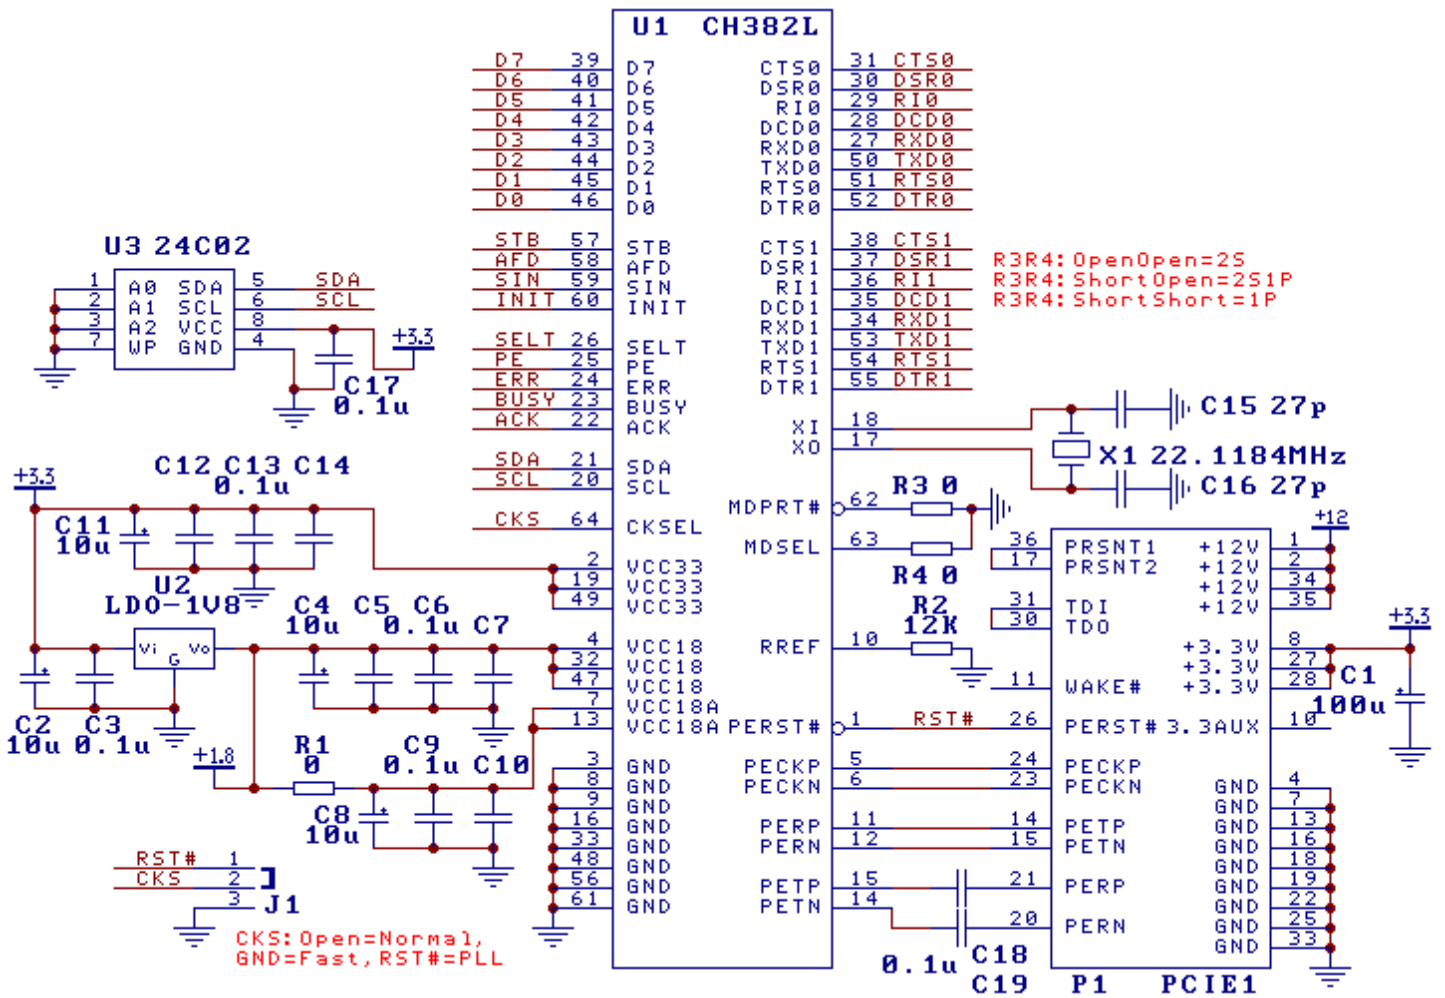 U1 CH382L
D7 39 D7 CTS0 31 CTS0
D6 40 D6 DSR0 30 DSR0
D5 41 D5 RI0 29 RI0
D4 42 D4 DCD0 28 DCD0
D3 43 D3 RXD0 27 RXD0
D2 44 D2 TXD0 50 TXD0
D1 45 D1 RTS0 51 RTS0
D0 46 D0 DTR0 52 DTR0
U3 24C02
STB 57 STB CTS1 38 CTS1
AFD 58 AFD DSR1 37 DSR1 R3R4:OpenOpen=2S
1 A0 SDA 5 SDA SIN 59 SIN RI1 36 RI1 R3R4:ShortOpen=2S1P
2 A1 SCL 6 SCL INIT 60 INIT DCD1 35 DCD1 R3R4:ShortShort=1P
3 A2 VCC 8 RXD1 34 RXD1
7 WP GND 4 +3.3 SELT 26 SELT TXD1 53 TXD1
PE 25 PE RTS1 54 RTS1
C17 ERR 24 ERR DTR1 55 DTR1
0.1u BUSY 23 BUSY C15 27p
ACK 22 ACK XI 18
XO 17 X1 22.1184MHz
C12 C13 C14 SDA 21 SDA
+3.3 0.1u SCL 20 SCL C16 27p
MDPRT# 62 R3 0
C11 CKS 64 CKSEL +12
10u MDSEL 63 36 PRSNT1 +12V 1
2 VCC33 17 PRSNT2 +12V 2
U2 19 VCC33 R4 0 +12V 34
LDO-1V8 49 VCC33 31 TDI +12V 35
C4 C5 C6 C7 R2 30 TDO
10u 0.1u 12K +3.3
Vi Vo 4 VCC18 RREF 10 +3.3V 8
G 32 VCC18 +3.3V 27
47 VCC18 11 WAKE# +3.3V 28 C1
7 VCC18A 100u
C2 C3 13 VCC18A PERST# 1 RST# 26 PERST# 3.3AUX 10
10u 0.1u
+1.8 R1 C9
0 0.1u C10 3 GND PECKP 5 24 PECKP
8 GND PECKN 6 23 PECKN GND 4
9 GND GND 7
C8 16 GND PERP 11 14 PETP GND 13
10u 33 GND PERN 12 15 PETN GND 16
RST# 1 48 GND GND 18
CKS 2 56 GND PETP 15 21 PERP GND 19
3 J1 61 GND PETN 14 GND 22
20 PERN GND 25
CKS:Open=Normal, GND 33
GND=Fast,RST#=PLL 0.1u C18
C19 P1 PCIE1